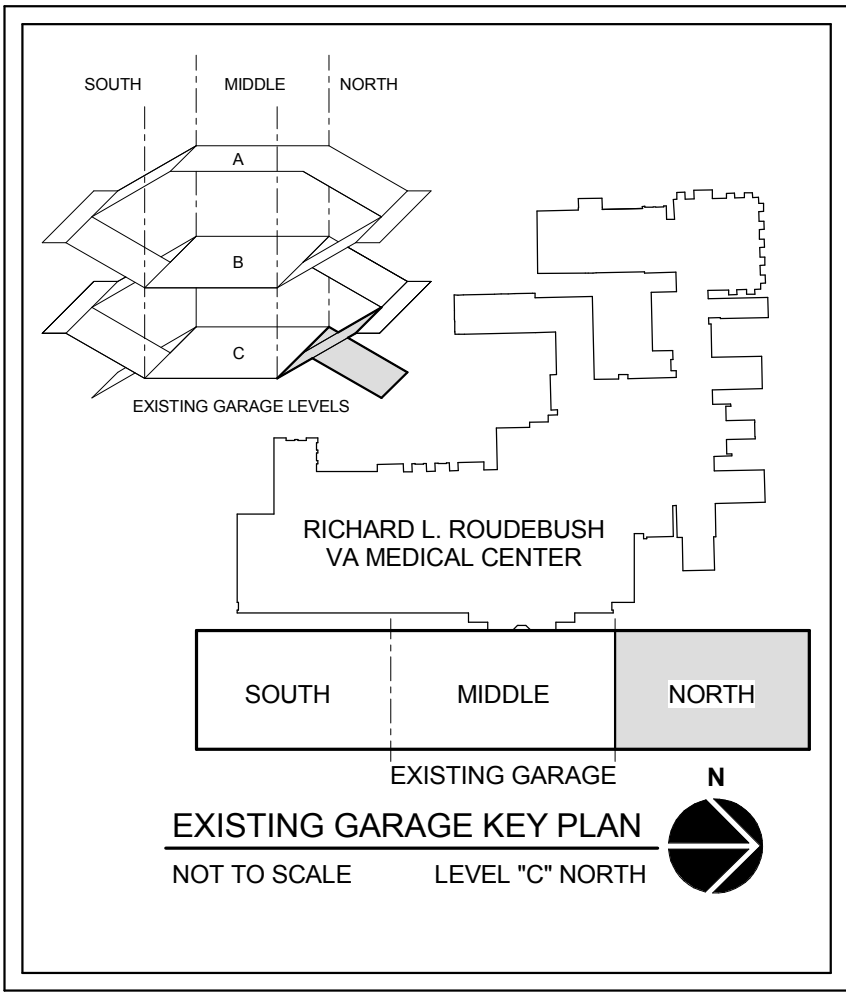 SOUTH MIDDLE NORTH
A
B
C
EXISTING GARAGE LEVELS
RICHARD L. ROUDEBUSH
VA MEDICAL CENTER
SOUTH MIDDLE NORTH
EXISTING GARAGE
N
EXISTING GARAGE KEY PLAN
NOT TO SCALE LEVEL "C" NORTH